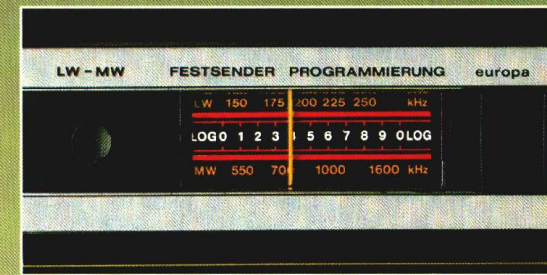 LW – MW FESTSENDER PROGRAMMIERUNG europa
LW 150 175 200 225 250 kHz
LOG 0 1 2 3 4 5 6 7 8 9 0 LOG
MW 550 1000 1600 kHz